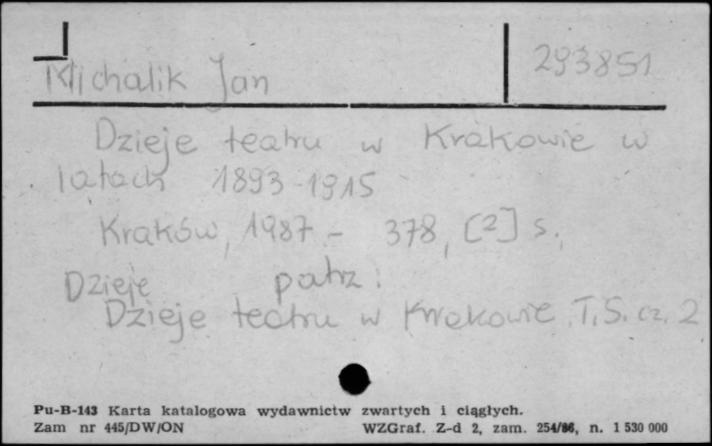 Michalik Jan 293851
Dzieje teatru w Krakowie w
latach 1893-1915
Kraków, 1987.- 378, [2] s.
Dzieje patrz:
Dzieje teatru w Krakowie. T. 5. cz. 2
Pu-B-143 Karta katalogowa wydawnictw zwartych i ciągłych.
Zam nr 445/DW/ON WZGraf. Z-d 2, zam. 254/86, n. 1 530 000